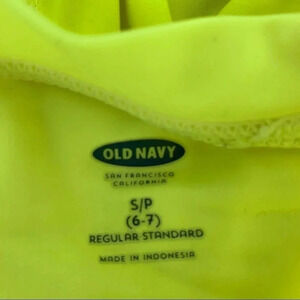 OLD NAVY
SAN FRANCISCO
CALIFORNIA
S/P
(6-7)
REGULAR STANDARD
MADE IN INDONESIA